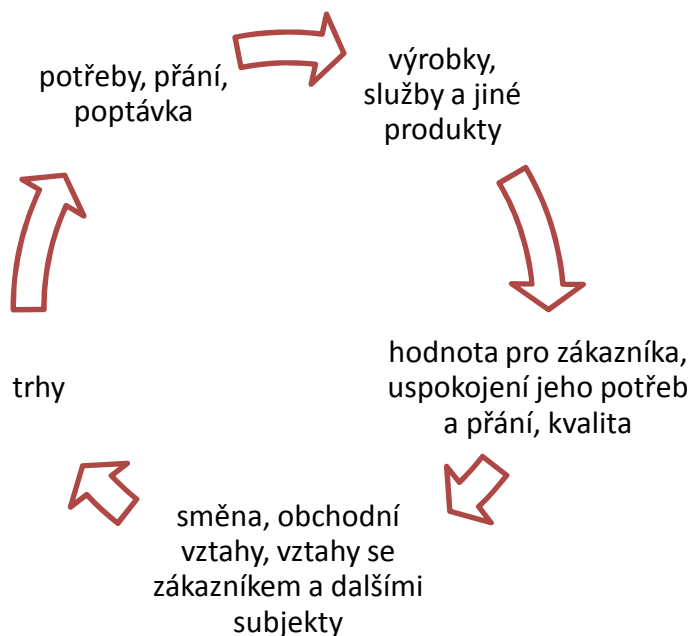 potřeby, přání,
poptávka
výrobky,
služby a jiné
produkty
hodnota pro zákazníka,
uspokojení jeho potřeb
a přání, kvalita
směna, obchodní
vztahy, vztahy se
zákazníkem a dalšími
subjekty
trhy